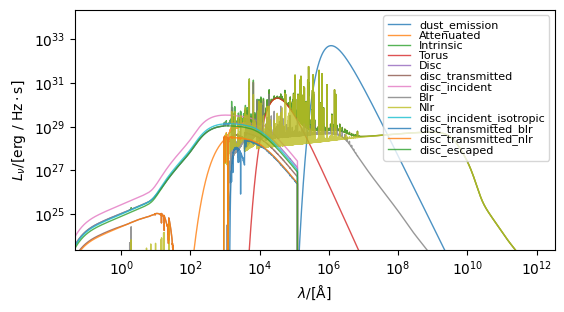 dust_emission
Attenuated
Intrinsic
Torus
Disc
disc_transmitted
disc_incident
Blr
Nlr
disc_incident_isotropic
disc_transmitted_blr
disc_transmitted_nlr
disc_escaped
10^33
10^31
10^29
10^27
10^25
L_ν/[erg / Hz · s]
10^0 10^2 10^4 10^6 10^8 10^10 10^12
λ/[Å]